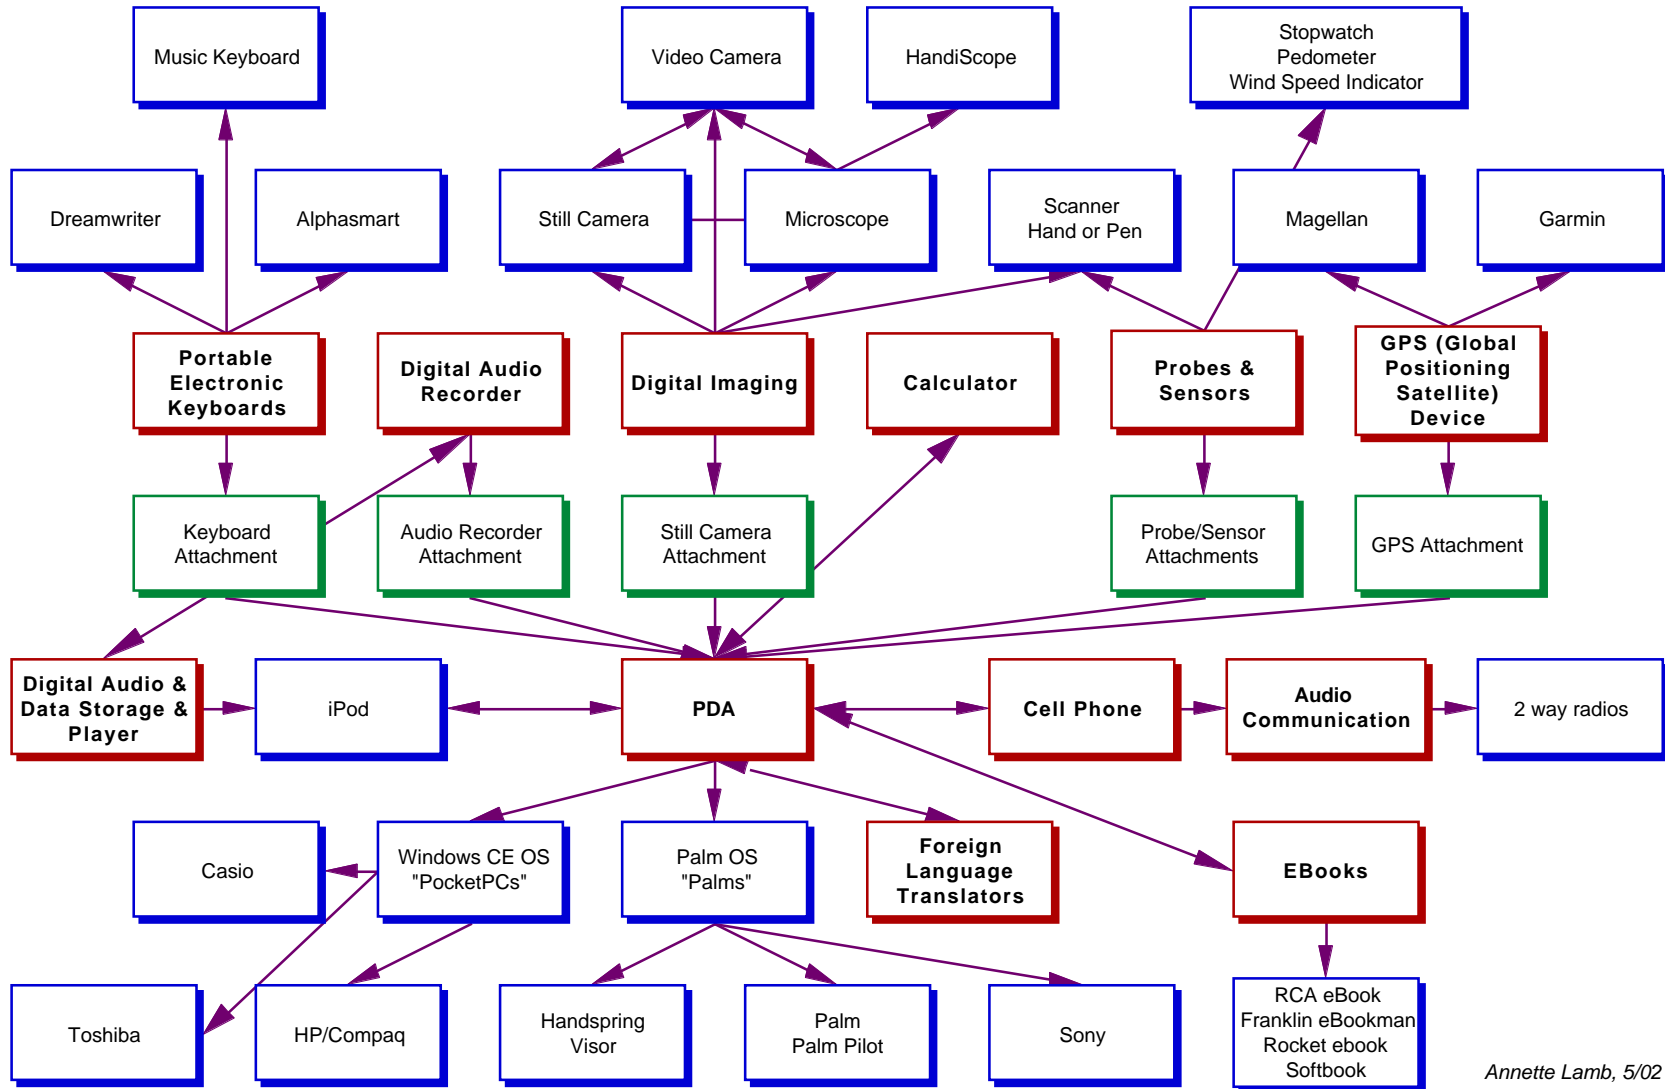 Music Keyboard
Video Camera
HandiScope
Stopwatch
Pedometer
Wind Speed Indicator
Dreamwriter
Alphasmart
Still Camera
Microscope
Scanner
Hand or Pen
Magellan
Garmin
Portable
Electronic
Keyboards
Digital Audio
Recorder
Digital Imaging
Calculator
Probes &
Sensors
GPS (Global
Positioning
Satellite)
Device
Keyboard
Attachment
Audio Recorder
Attachment
Still Camera
Attachment
Probe/Sensor
Attachments
GPS Attachment
Digital Audio &
Data Storage &
Player
iPod
PDA
Cell Phone
Audio
Communication
2 way radios
Casio
Windows CE OS
"PocketPCs"
Palm OS
"Palms"
Foreign
Language
Translators
EBooks
Toshiba
HP/Compaq
Handspring
Visor
Palm
Palm Pilot
Sony
RCA eBook
Franklin eBookman
Rocket ebook
Softbook
Annette Lamb, 5/02